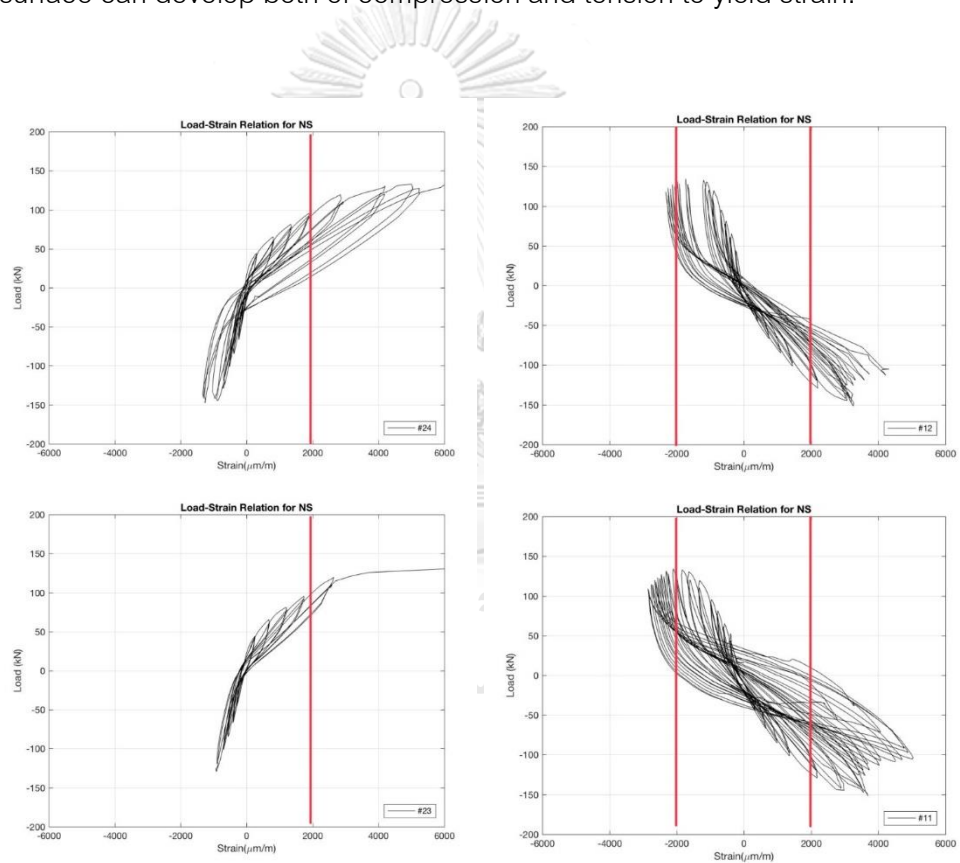 surface can develop both of compression and tension to yield strain.
Load-Strain Relation for NS
200
150
100
50
0
-50
-100
-150
-200
Load (kN)
-6000 -4000 -2000 0 2000 4000 6000
Strain(μm/m)
#24
Load-Strain Relation for NS
200
150
100
50
0
-50
-100
-150
-200
Load (kN)
-6000 -4000 -2000 0 2000 4000 6000
Strain(μm/m)
#12
Load-Strain Relation for NS
200
150
100
50
0
-50
-100
-150
-200
Load (kN)
-6000 -4000 -2000 0 2000 4000 6000
Strain(μm/m)
#23
Load-Strain Relation for NS
200
150
100
50
0
-50
-100
-150
-200
Load (kN)
-6000 -4000 -2000 0 2000 4000 6000
Strain(μm/m)
#11